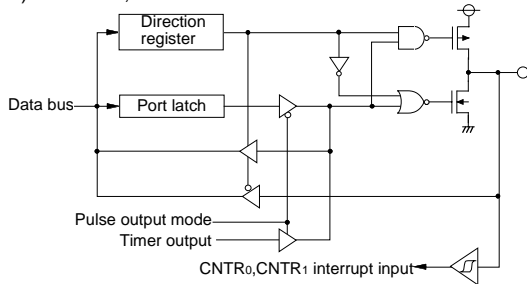 Direction
register
Data bus
Port latch
Pulse output mode
Timer output
CNTR0,CNTR1 interrupt input